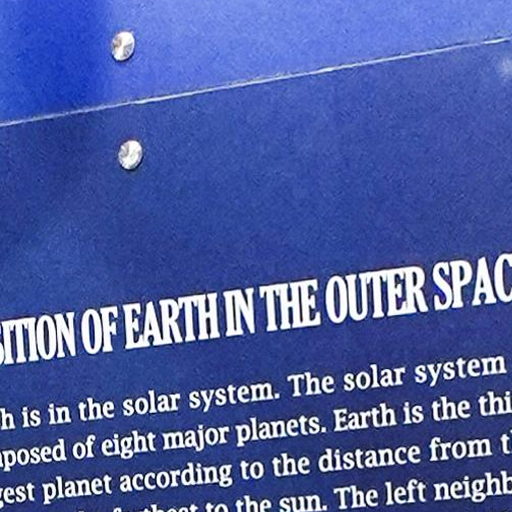 SITION OF EARTH IN THE OUTER SPAC
h is in the solar system. The solar system
posed of eight major planets. Earth is the thi
gest planet according to the distance from t
to the sun. The left neighb